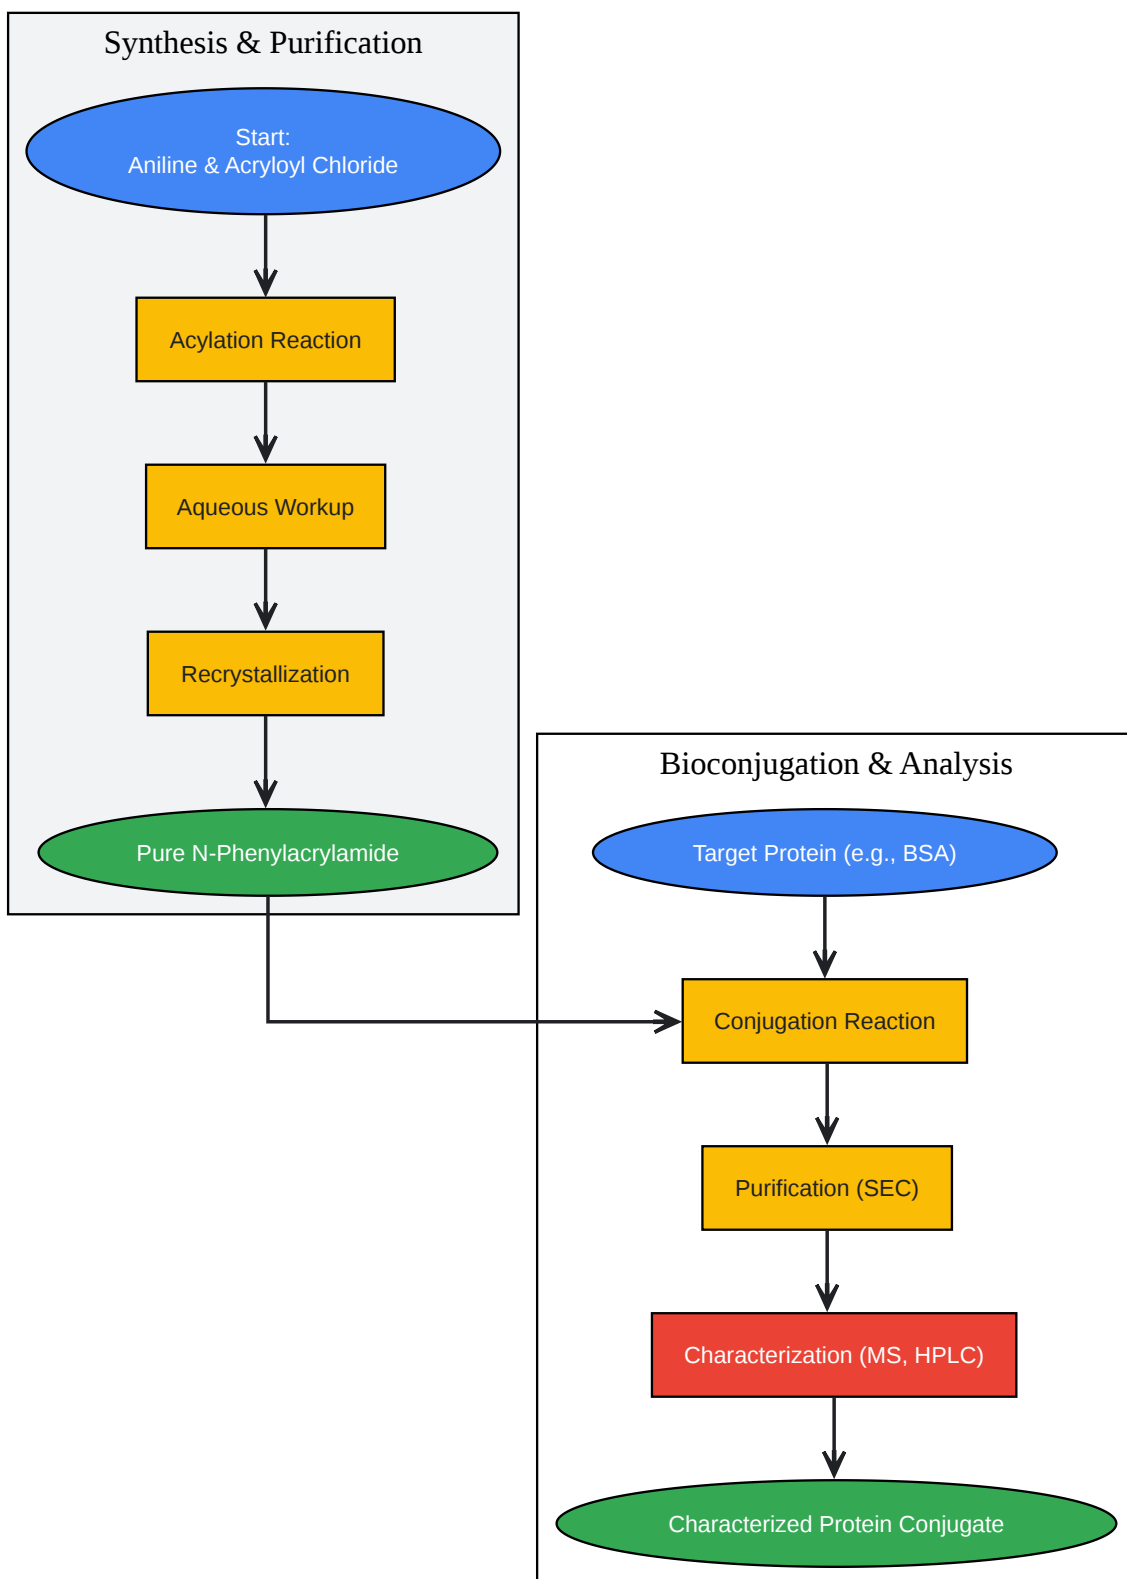 Synthesis & Purification
Start:
Aniline & Acryloyl Chloride
Acylation Reaction
Aqueous Workup
Recrystallization
Pure N-Phenylacrylamide
Bioconjugation & Analysis
Target Protein (e.g., BSA)
Conjugation Reaction
Purification (SEC)
Characterization (MS, HPLC)
Characterized Protein Conjugate